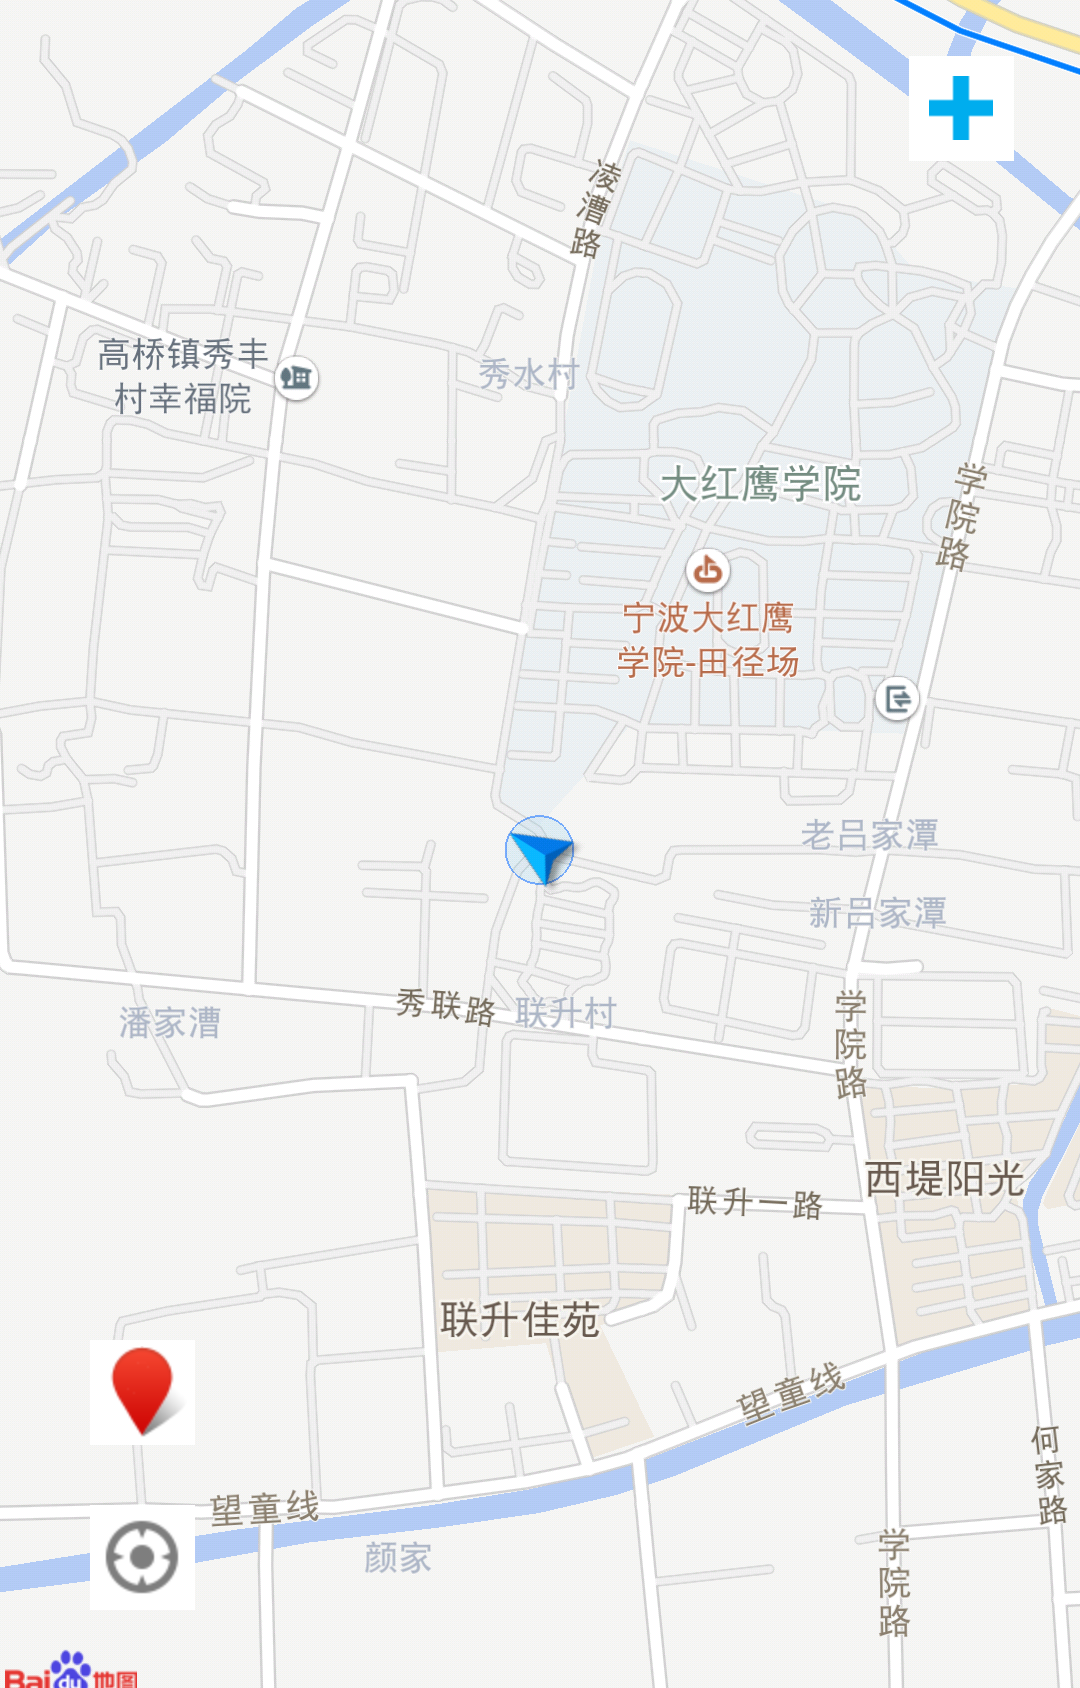 凌漕路
高桥镇秀丰
村幸福院
秀水村
大红鹰学院
学院路
宁波大红鹰
学院-田径场
老吕家潭
新吕家潭
秀联路
联升村
潘家漕
学院路
西堤阳光
联升一路
联升佳苑
望童线
何家路
望童线
颜家
学院路
Bai du 地图